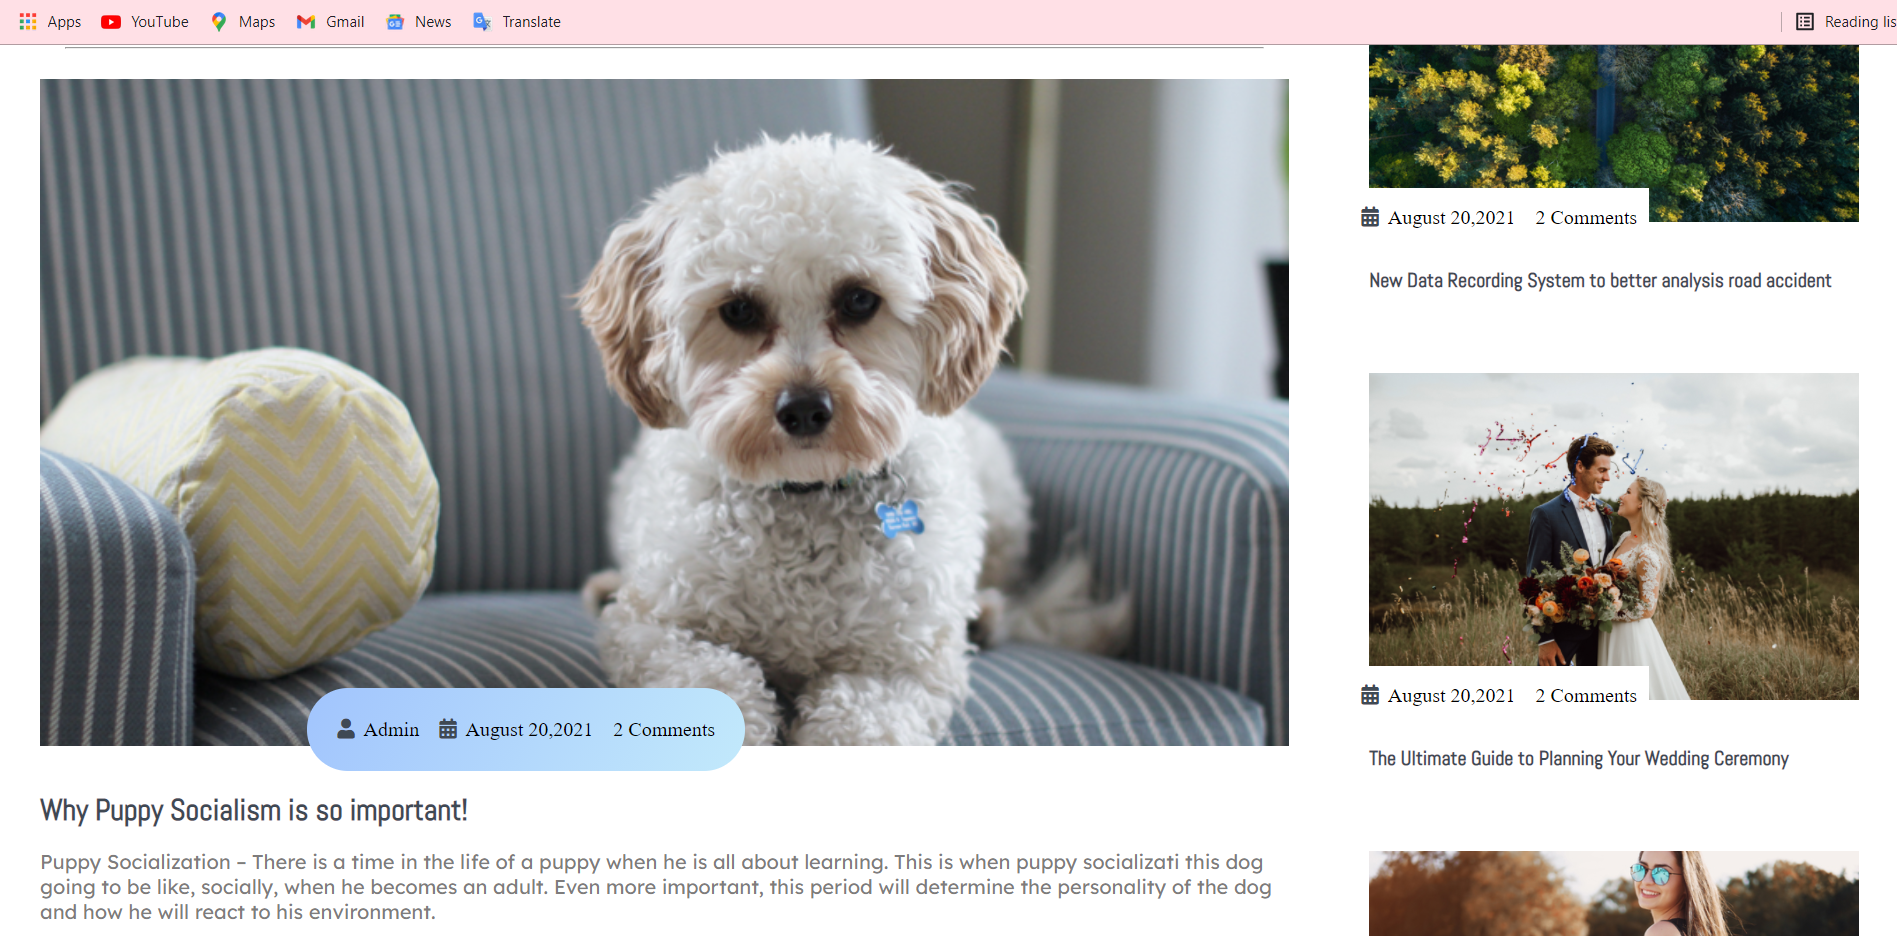 Apps YouTube Maps Gmail News Translate Reading lis
August 20,2021 2 Comments
New Data Recording System to better analysis road accident
August 20,2021 2 Comments
The Ultimate Guide to Planning Your Wedding Ceremony
Admin August 20,2021 2 Comments
Why Puppy Socialism is so important!
Puppy Socialization – There is a time in the life of a puppy when he is all about learning. This is when puppy socializati this dog
going to be like, socially, when he becomes an adult. Even more important, this period will determine the personality of the dog
and how he will react to his environment.